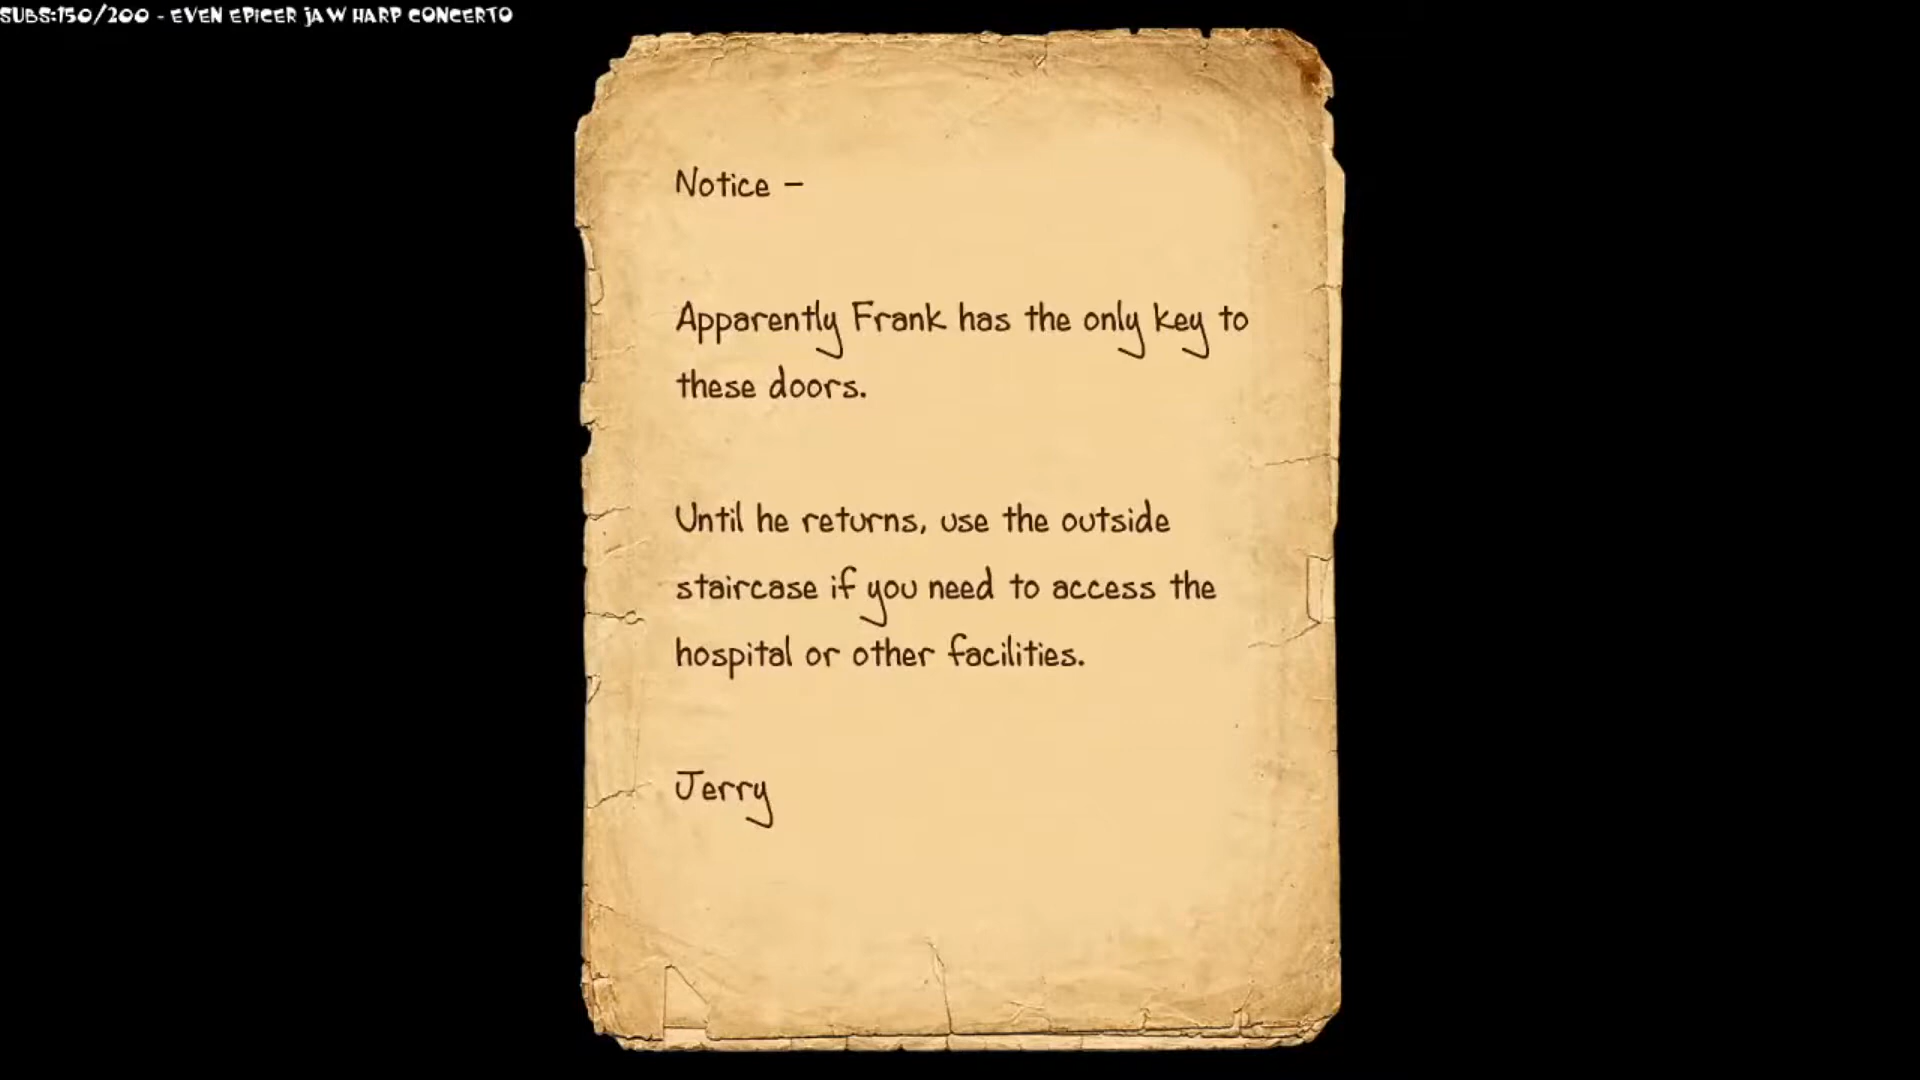 SUBS:150/200 - EVEN EPICER JAW HARP CONCERTO
Notice -
Apparently Frank has the only key to
these doors.
Until he returns, use the outside
staircase if you need to access the
hospital or other facilities.
Jerry